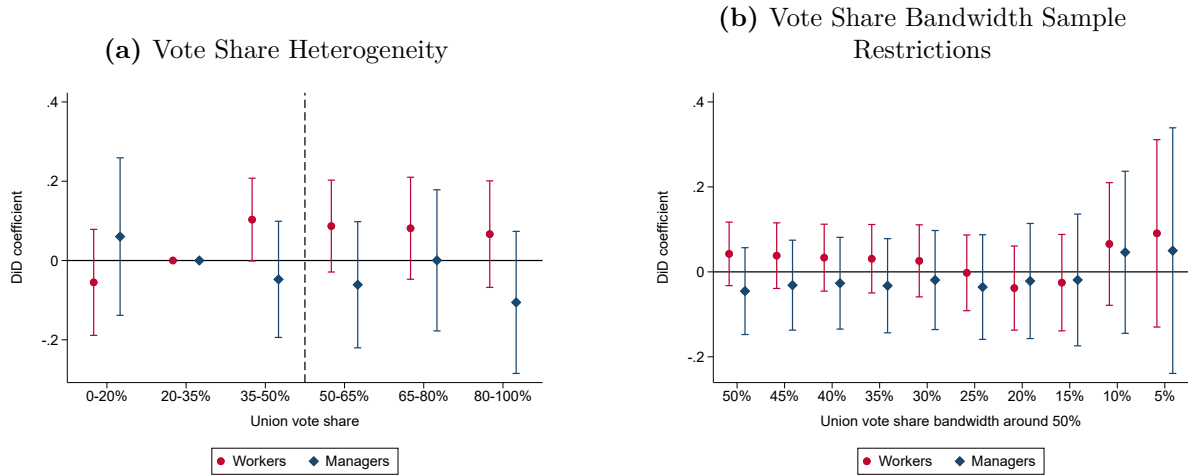 (a) Vote Share Heterogeneity
.4
.2
0
-.2
DiD coefficient
0-20% 20-35% 35-50% 50-65% 65-80% 80-100%
Union vote share
Workers Managers
(b) Vote Share Bandwidth Sample
Restrictions
.4
.2
0
-.2
DiD coefficient
50% 45% 40% 35% 30% 25% 20% 15% 10% 5%
Union vote share bandwidth around 50%
Workers Managers